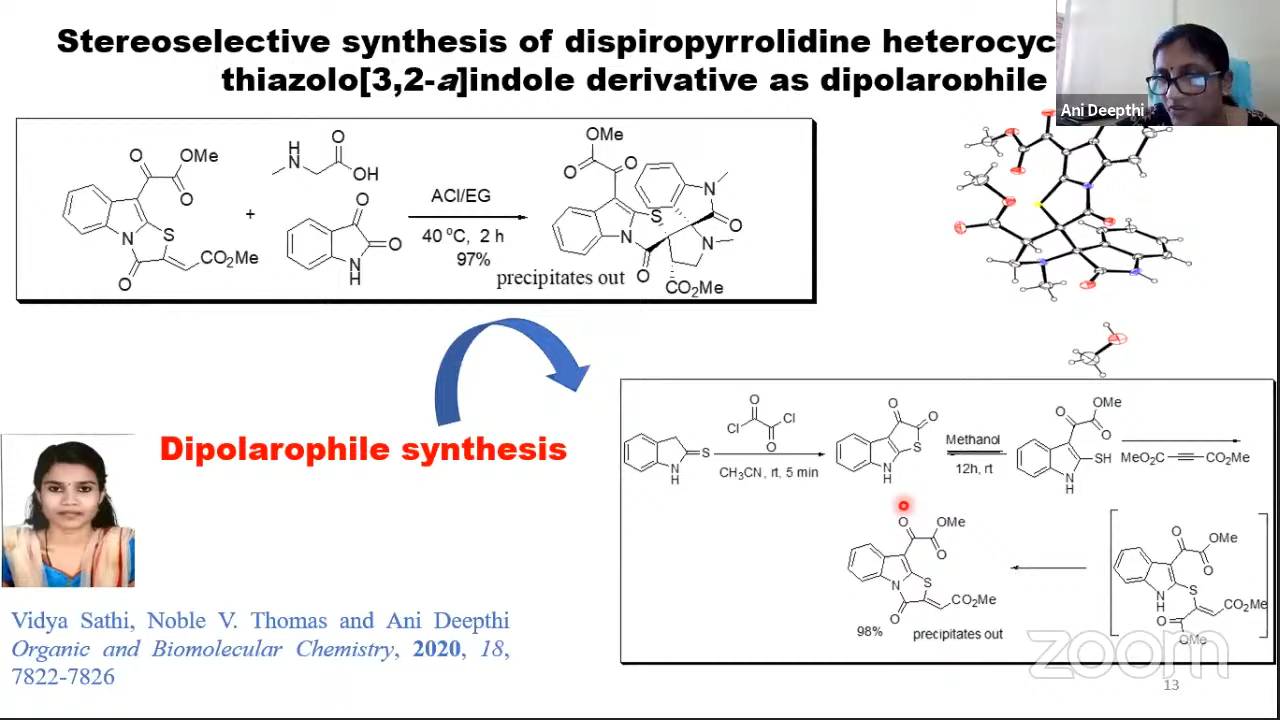 Stereoselective synthesis of dispiropyrrolidine heterocyc
thiazolo[3,2-a]indole derivative as dipolarophile
Ani Deepthi
O
OMe
O
N
S
O
CO2Me
+
H
N
O
OH
O
O
N
H
ACl/EG
40 °C, 2 h
97%
OMe
O
O
S
N
O
N
O
N
CO2Me
precipitates out
Dipolarophile synthesis
N
H
S
O
Cl
Cl
O
CH3CN, rt, 5 min
O
O
S
N
H
Methanol
12h, rt
OMe
O
O
SH
N
H
MeO2C
CO2Me
O
OMe
O
N
H
S
CO2Me
O
OMe
O
OMe
O
N
S
O
CO2Me
98%
precipitates out
Vidya Sathi, Noble V. Thomas and Ani Deepthi
Organic and Biomolecular Chemistry, 2020, 18,
7822-7826
zoom
13